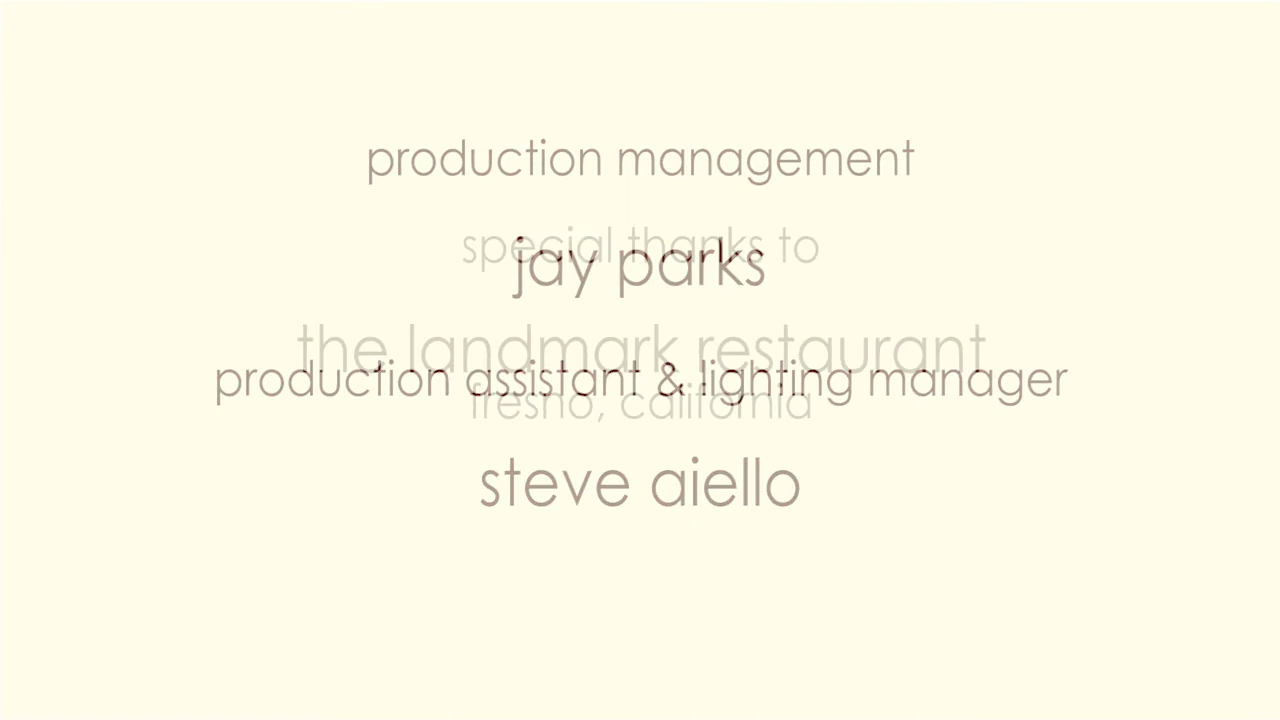 production management
special thanks to
jay parks
the landmark restaurant
production assistant & lighting manager
fresno, california
steve aiello